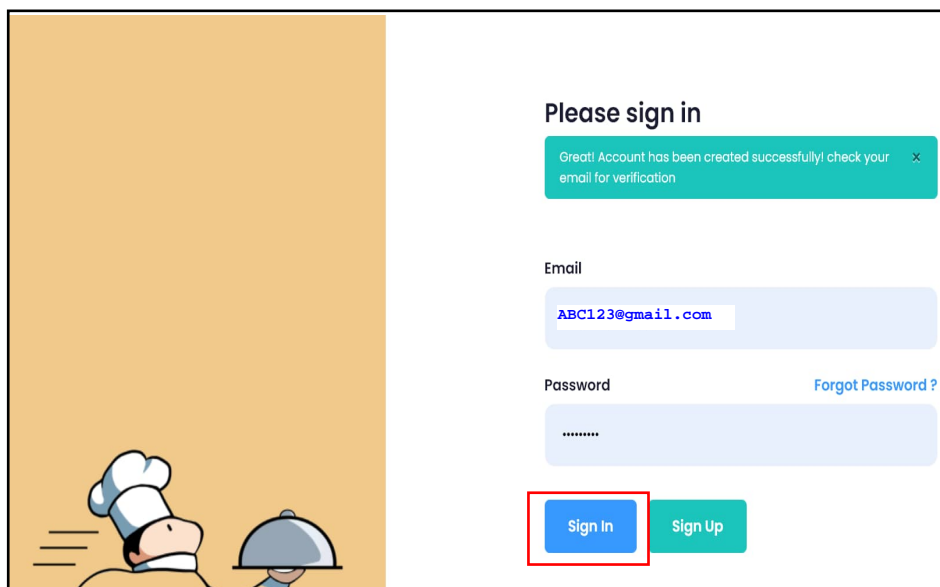 Please sign in
Great! Account has been created successfully! check your
email for verification
x
Email
ABC123@gmail.com
Password
Forgot Password ?
Sign In
Sign Up